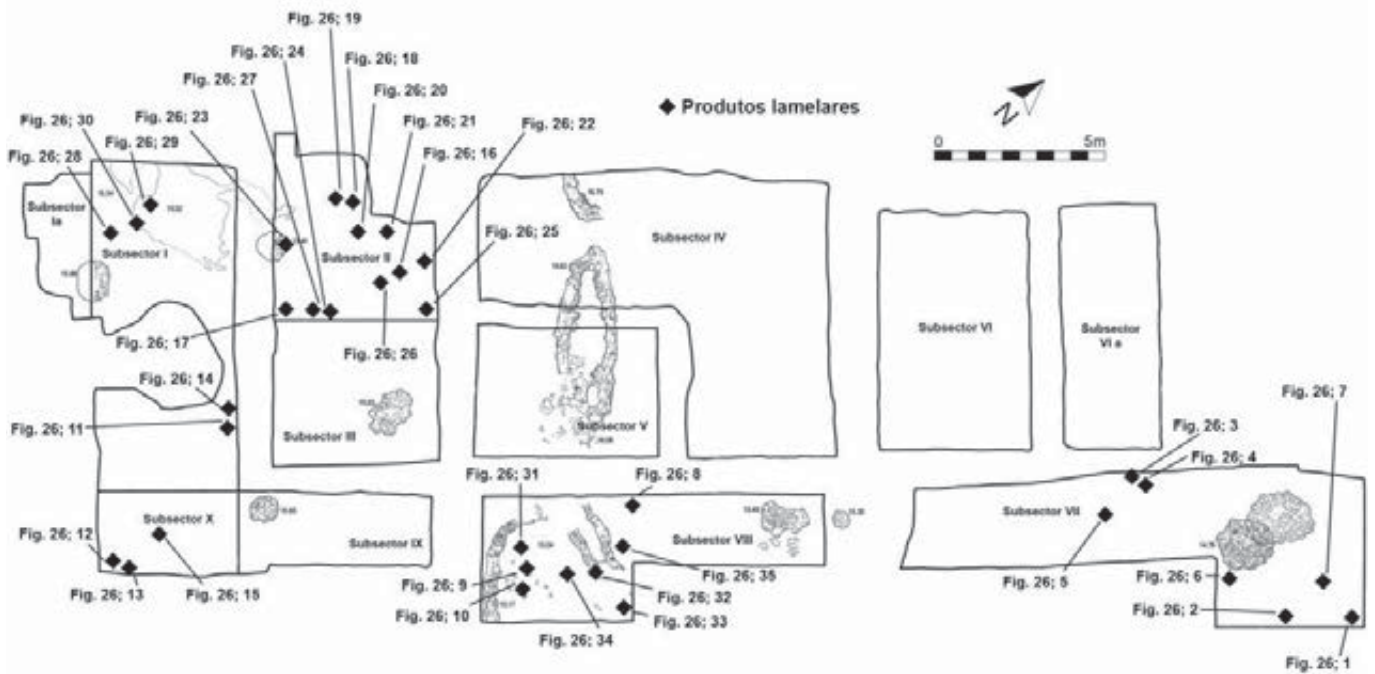 Fig. 26; 19
Fig. 26; 24
Fig. 26; 18
Fig. 26; 27
Fig. 26; 20
Fig. 26; 23
Fig. 26; 21
Fig. 26; 30
Fig. 26; 22
Fig. 26; 29
Fig. 26; 16
Fig. 26; 28
Produtos lamelares
N
0 5m
Subsector Ia
Subsector I
Subsector II
Fig. 26; 25
Subsector IV
Subsector VI
Subsector VI a
Fig. 26; 17
Fig. 26; 26
Fig. 26; 14
Fig. 26; 11
Subsector III
Subsector V
Fig. 26; 7
Fig. 26; 3
Fig. 26; 4
Fig. 26; 31
Fig. 26; 8
Subsector X
Subsector IX
Subsector VIII
Subsector VII
Fig. 26; 12
Fig. 26; 13
Fig. 26; 15
Fig. 26; 9
Fig. 26; 10
Fig. 26; 35
Fig. 26; 32
Fig. 26; 33
Fig. 26; 34
Fig. 26; 5
Fig. 26; 6
Fig. 26; 2
Fig. 26; 1